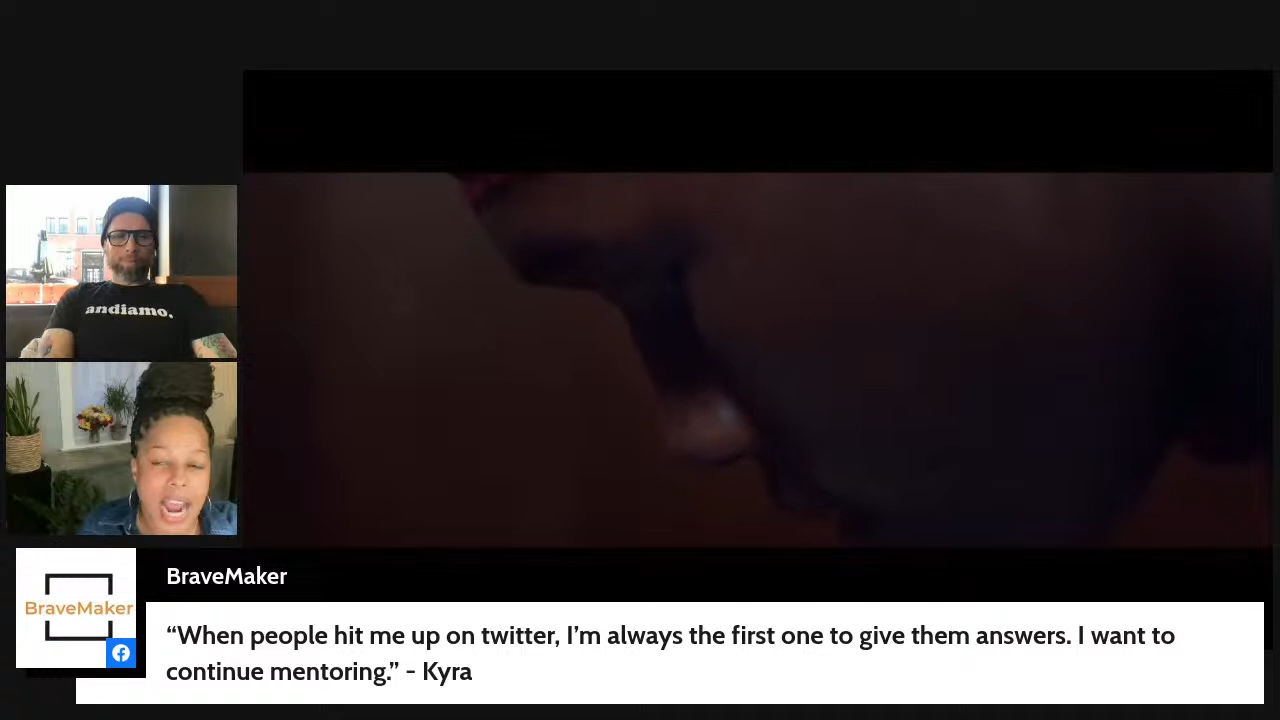 andiamo.
BraveMaker
BraveMaker
“When people hit me up on twitter, I’m always the first one to give them answers. I want to
continue mentoring.” - Kyra